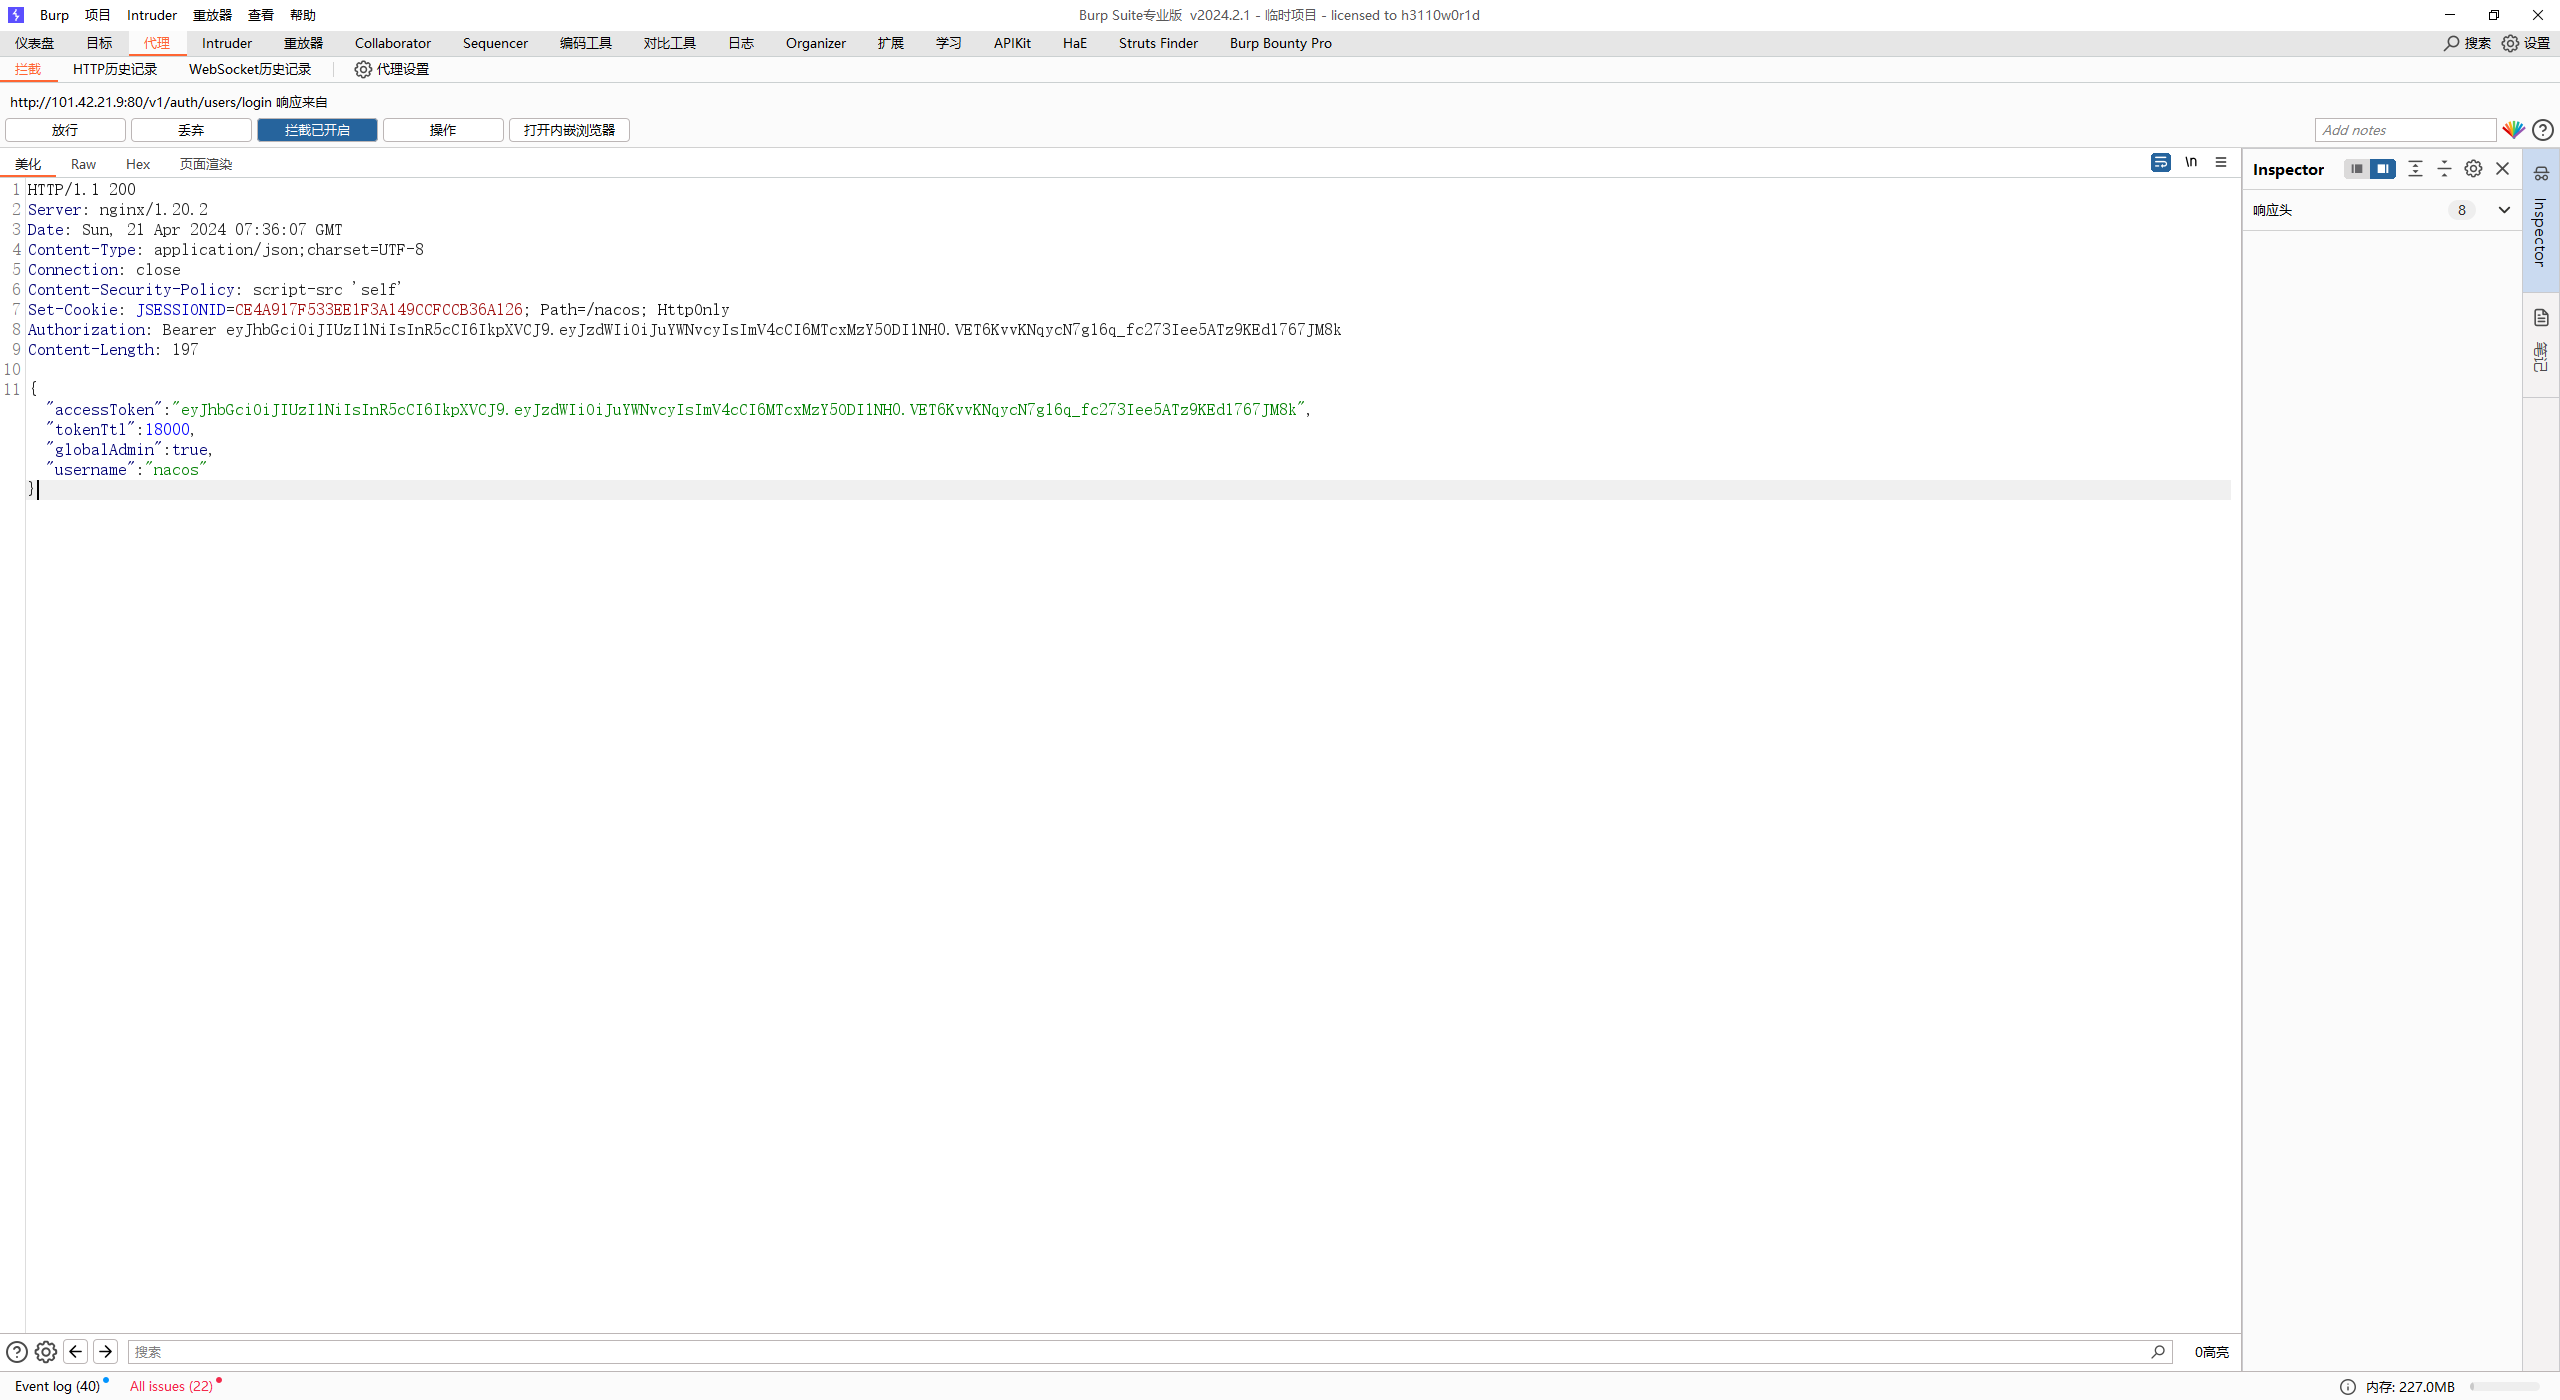 Burp 项目 Intruder 重放器 查看 帮助
Burp Suite专业版 v2024.2.1 - 临时项目 - licensed to h3110w0r1d
仪表盘 目标 代理 Intruder 重放器 Collaborator Sequencer 编码工具 对比工具 日志 Organizer 扩展 学习 APIKit HaE Struts Finder Burp Bounty Pro 搜索 设置
拦截 HTTP历史记录 WebSocket历史记录 代理设置
http://101.42.21.9:80/v1/auth/users/login 响应来自
放行 丢弃 拦截已开启 操作 打开内嵌浏览器 Add notes
美化 Raw Hex 页面渲染 \n
Inspector
响应头 8
Inspector
笔记
1 HTTP/1.1 200
2 Server: nginx/1.20.2
3 Date: Sun, 21 Apr 2024 07:36:07 GMT
4 Content-Type: application/json;charset=UTF-8
5 Connection: close
6 Content-Security-Policy: script-src 'self'
7 Set-Cookie: JSESSIONID=CE4A917F533EE1F3A149CCFCCB36A126; Path=/nacos; HttpOnly
8 Authorization: Bearer eyJhbGciOiJIUzI1NiIsInR5cCI6IkpXVCJ9.eyJzdWIiOiJuYWNvcyIsImV4cCI6MTcxMzY5ODI1NH0.VET6KvvKNqycN7g16q_fc273Iee5ATz9KEd1767JM8k
9 Content-Length: 197
10
11 {
"accessToken":"eyJhbGciOiJIUzI1NiIsInR5cCI6IkpXVCJ9.eyJzdWIiOiJuYWNvcyIsImV4cCI6MTcxMzY5ODI1NH0.VET6KvvKNqycN7g16q_fc273Iee5ATz9KEd1767JM8k",
"tokenTtl":18000,
"globalAdmin":true,
"username":"nacos"
}
搜索 0高亮
Event log (40) All issues (22) 内存: 227.0MB